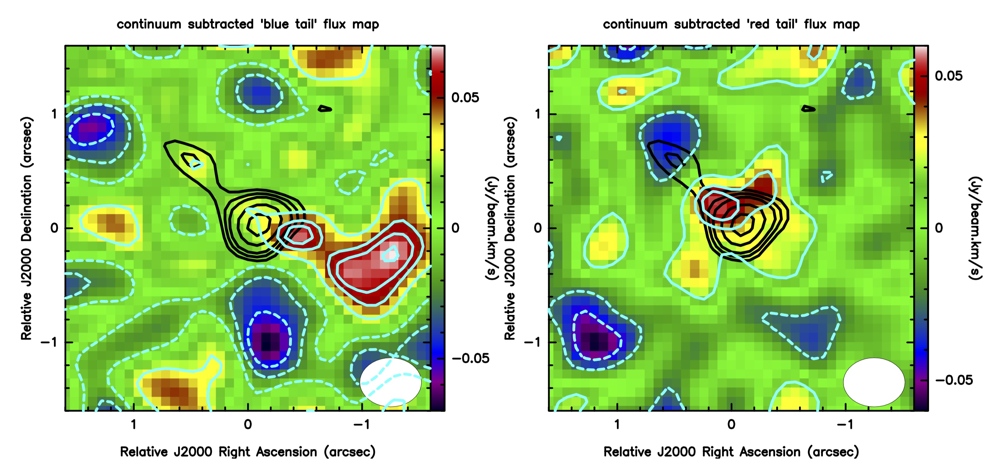 continuum subtracted 'blue tail' flux map
Relative J2000 Declination (arcsec)
1
0
−1
1
0
−1
Relative J2000 Right Ascension (arcsec)
0.05
0
−0.05
(Jy/beam.km/s)
continuum subtracted 'red tail' flux map
Relative J2000 Declination (arcsec)
1
0
−1
1
0
−1
Relative J2000 Right Ascension (arcsec)
0.05
0
−0.05
(Jy/beam.km/s)